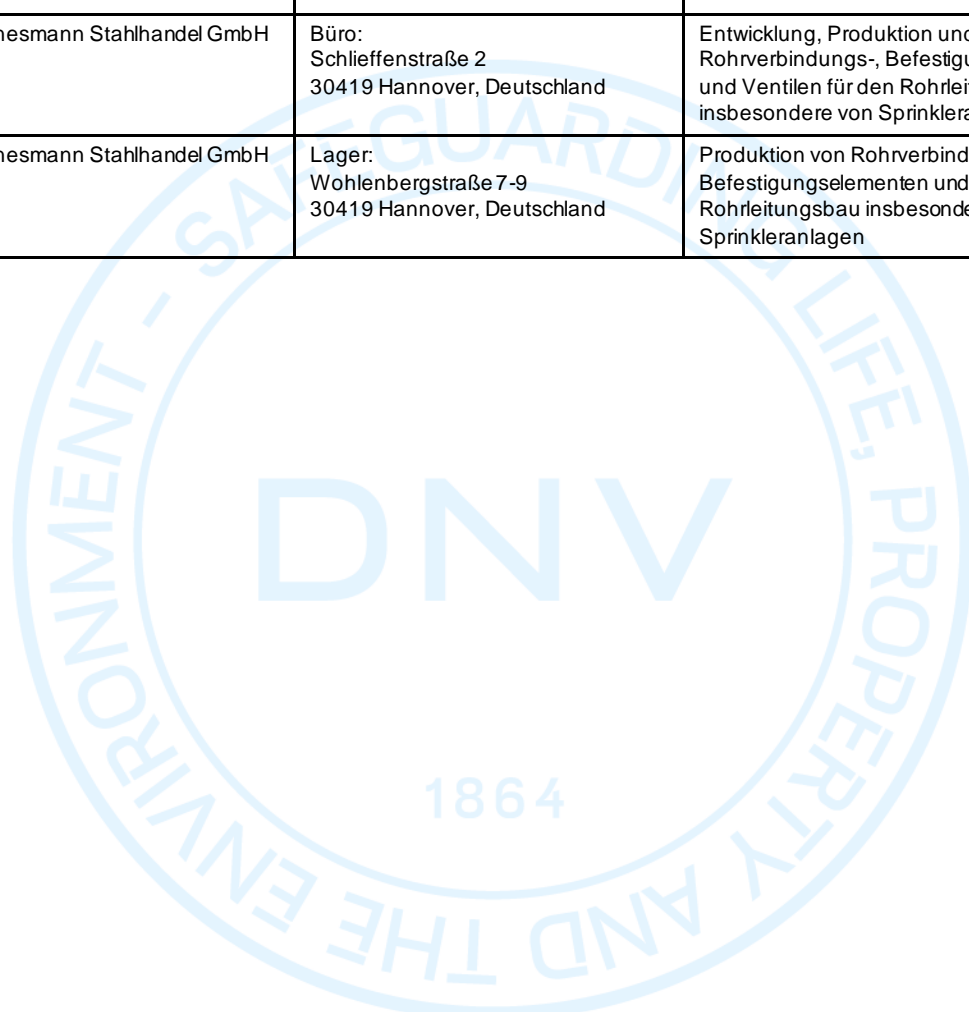 nesmann Stahlhandel GmbH
Büro:
Schlieffenstraße 2
30419 Hannover, Deutschland
Entwicklung, Produktion und
Rohrverbindungs-, Befestigu
und Ventilen für den Rohrleit
insbesondere von Sprinklera
nesmann Stahlhandel GmbH
Lager:
Wohlenbergstraße 7-9
30419 Hannover, Deutschland
Produktion von Rohrverbind
Befestigungselementen und
Rohrleitungsbau insbesonde
Sprinkleranlagen
SAFEGUARDING LIFE, PROPERTY AND THE ENVIRONMENT -
DNV
1864